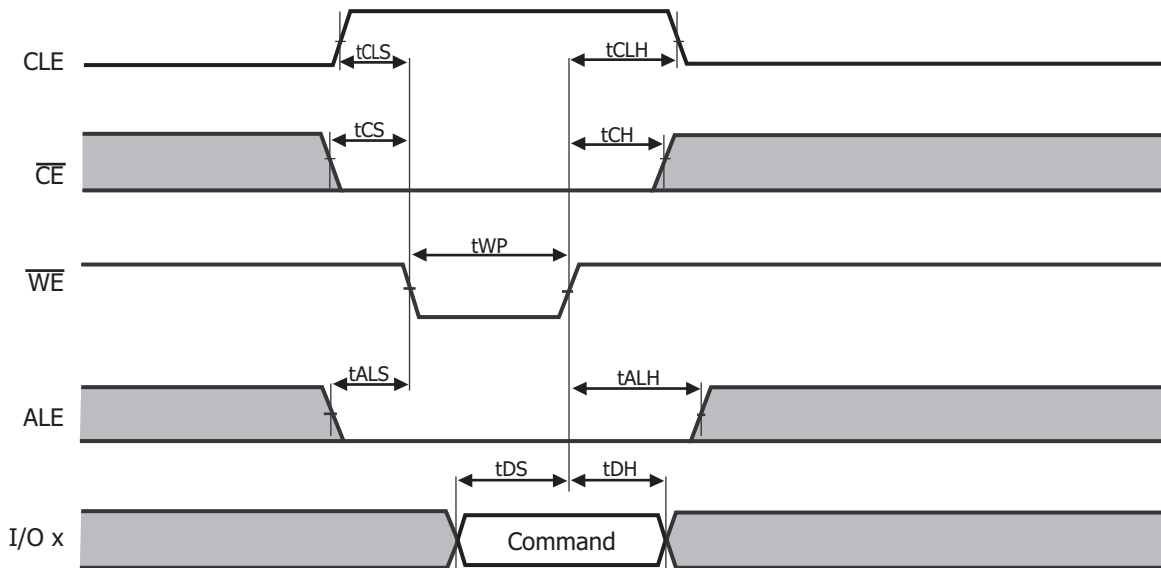 CLE
tCLS
tCLH
CE
tCS
tCH
WE
tWP
ALE
tALS
tALH
I/O x
tDS
tDH
Command